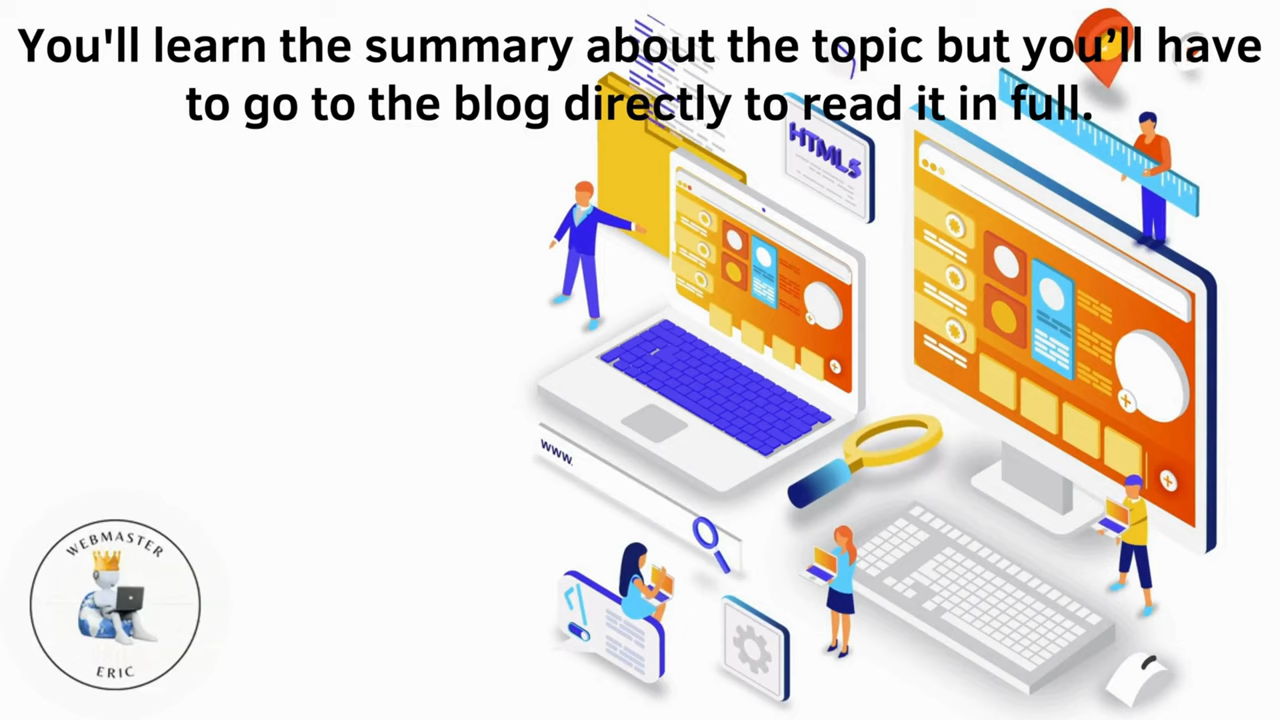 You'll learn the summary about the topic but you’ll have
to go to the blog directly to read it in full.
HTML5
www.
WEBMASTER
ERIC